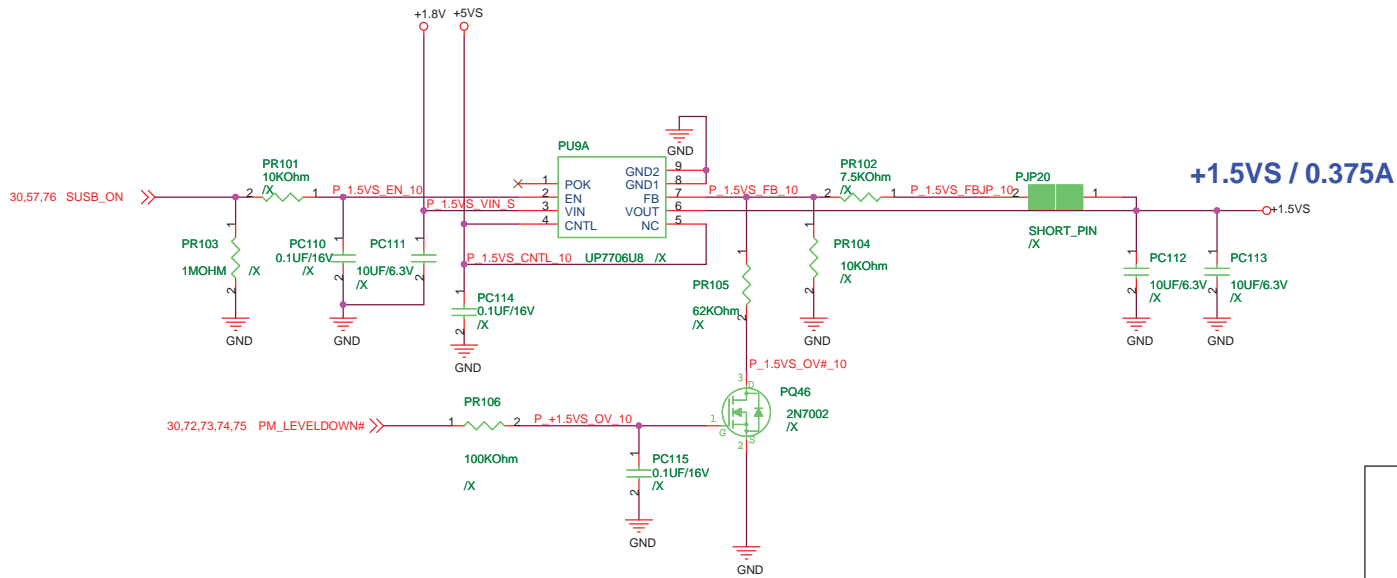 +1.8V
+5VS
PU9A
GND
PR101
10KOhm
/X
30,57,76 SUSB_ON
2
1
P_1.5VS_EN_10
P_1.5VS_VIN_S
1
2
3
4
POK
EN
VIN
CNTL
GND2
GND1
FB
VOUT
NC
9
8
7
6
5
P_1.5VS_FB_10
PR102
7.5KOhm
/X
1
2
P_1.5VS_FBJP_10
PJP20
2
1
SHORT_PIN
/X
+1.5VS / 0.375A
+1.5VS
PR103
1MOHM
/X
1
2
GND
PC110
0.1UF/16V
/X
1
2
GND
PC111
10UF/6.3V
/X
1
2
P_1.5VS_CNTL_10
UP7706U8 /X
PC114
0.1UF/16V
/X
1
2
GND
PR105
62KOhm
/X
1
2
PR104
10KOhm
/X
1
2
GND
PC112
10UF/6.3V
/X
1
2
GND
PC113
10UF/6.3V
/X
1
2
GND
P_1.5VS_OV#_10
30,72,73,74,75 PM_LEVELDOWN#
PR106
1
2
100KOhm
/X
P_+1.5VS_OV_10
PC115
0.1UF/16V
/X
1
2
GND
3
D
1
G
2
S
PQ46
2N7002
/X
GND